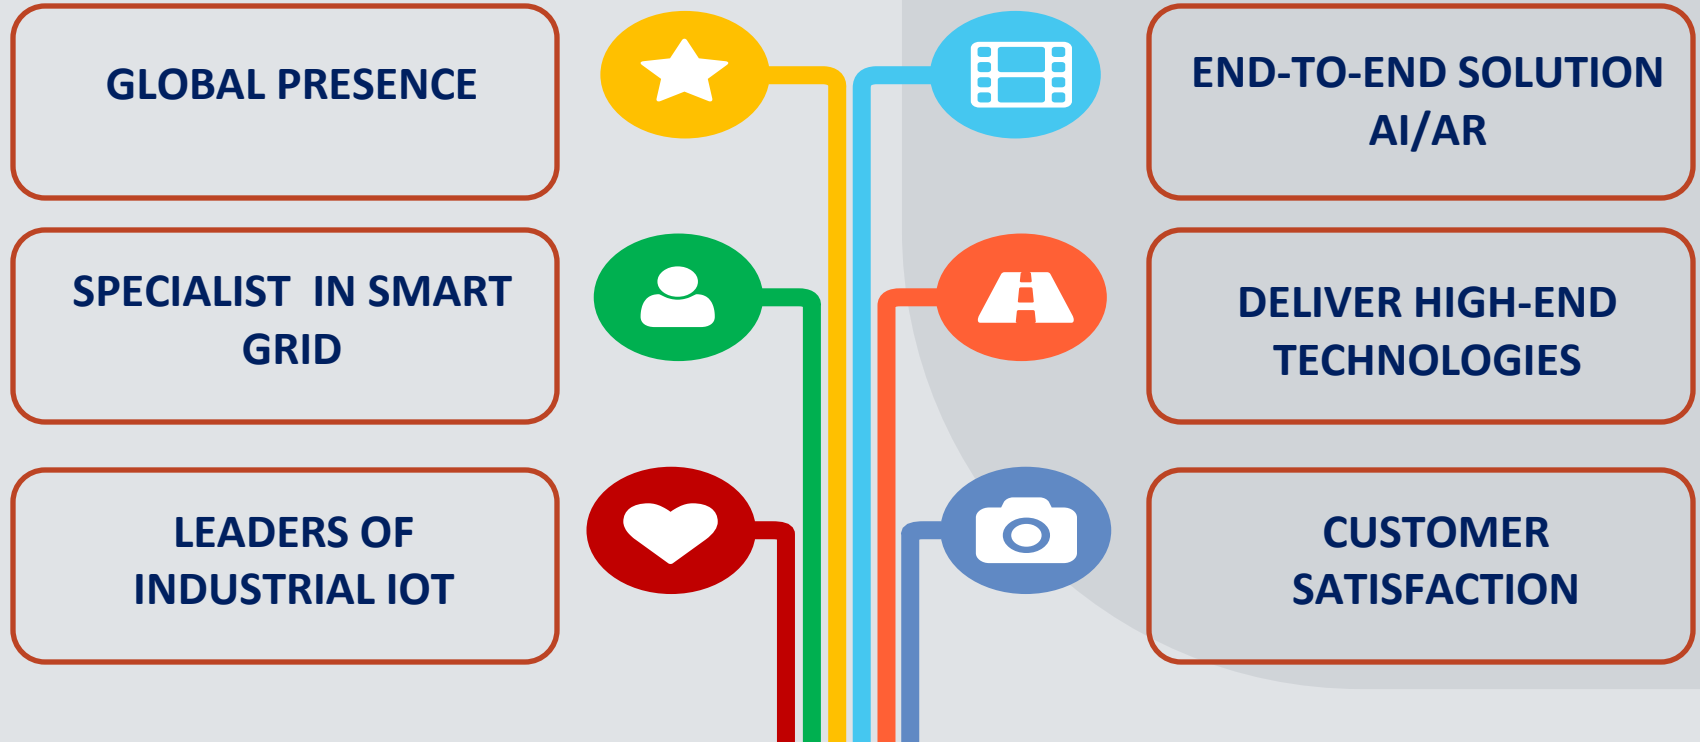 GLOBAL PRESENCE
SPECIALIST  IN SMART
GRID
LEADERS OF
INDUSTRIAL IOT
END-TO-END SOLUTION
AI/AR
DELIVER HIGH-END
TECHNOLOGIES
CUSTOMER
SATISFACTION